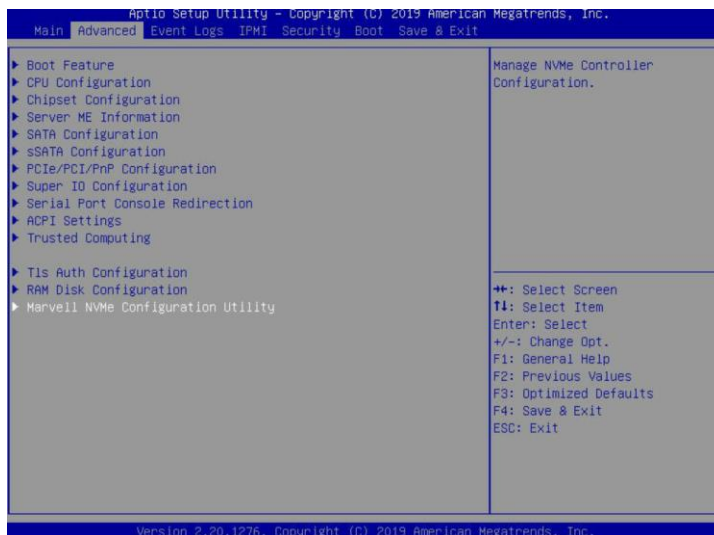 Aptio Setup Utility – Copyright (C) 2019 American Megatrends, Inc.
Main Advanced Event Logs IPMI Security Boot Save & Exit
Boot Feature
CPU Configuration
Chipset Configuration
Server ME Information
SATA Configuration
sSATA Configuration
PCIe/PCI/PnP Configuration
Super IO Configuration
Serial Port Console Redirection
ACPI Settings
Trusted Computing
Tls Auth Configuration
RAM Disk Configuration
Marvell NVMe Configuration Utility
Manage NVMe Controller
Configuration.
→←: Select Screen
↑↓: Select Item
Enter: Select
+/-: Change Opt.
F1: General Help
F2: Previous Values
F3: Optimized Defaults
F4: Save & Exit
ESC: Exit
Version 2.20.1276. Copyright (C) 2019 American Megatrends, Inc.